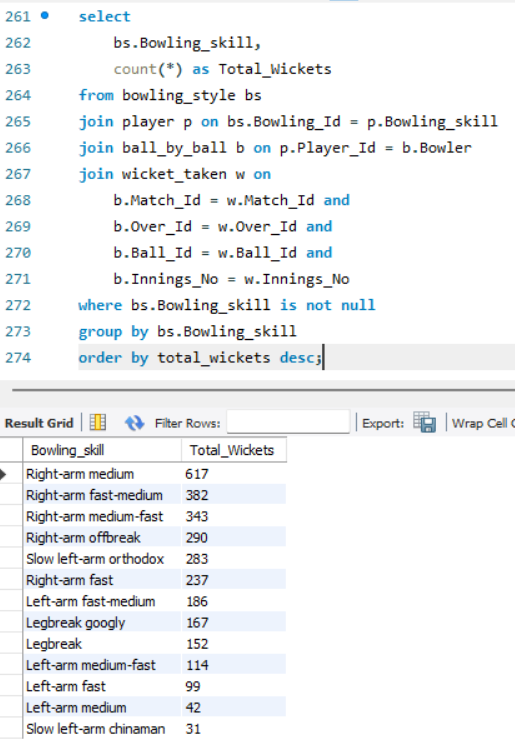 261 select
262 bs.Bowling_skill,
263 count(*) as Total_Wickets
264 from bowling_style bs
265 join player p on bs.Bowling_Id = p.Bowling_skill
266 join ball_by_ball b on p.Player_Id = b.Bowler
267 join wicket_taken w on
268 b.Match_Id = w.Match_Id and
269 b.Over_Id = w.Over_Id and
270 b.Ball_Id = w.Ball_Id and
271 b.Innings_No = w.Innings_No
272 where bs.Bowling_skill is not null
273 group by bs.Bowling_skill
274 order by total_wickets desc;
Result Grid Filter Rows: Export: Wrap Cell C
Bowling_skill Total_Wickets
Right-arm medium 617
Right-arm fast-medium 382
Right-arm medium-fast 343
Right-arm offbreak 290
Slow left-arm orthodox 283
Right-arm fast 237
Left-arm fast-medium 186
Legbreak googly 167
Legbreak 152
Left-arm medium-fast 114
Left-arm fast 99
Left-arm medium 42
Slow left-arm chinaman 31